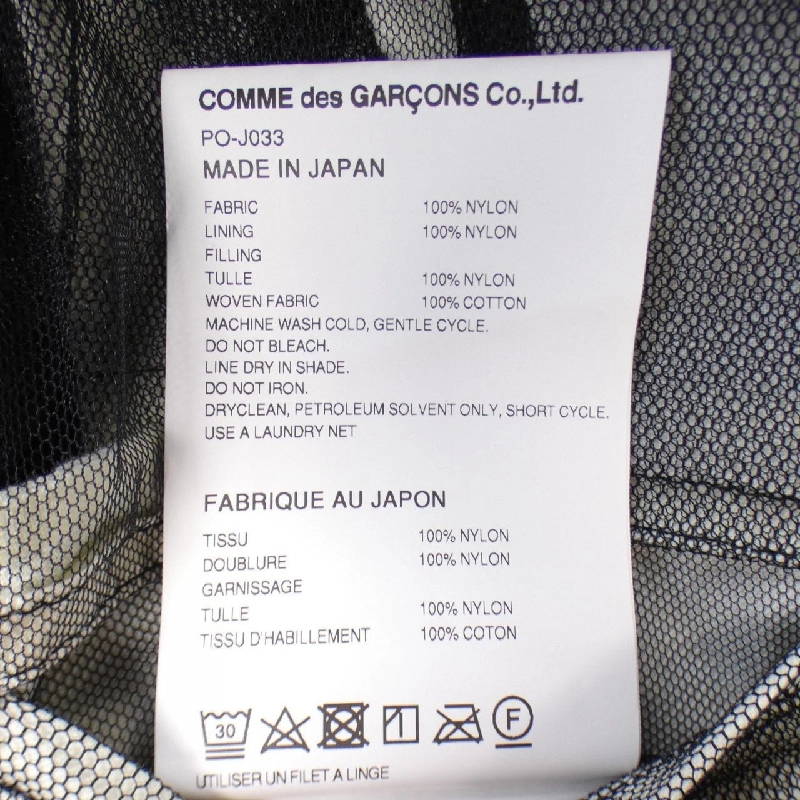 COMME des GARÇONS Co.,Ltd.
PO-J033
MADE IN JAPAN
FABRIC 100% NYLON
LINING 100% NYLON
FILLING
TULLE 100% NYLON
WOVEN FABRIC 100% COTTON
MACHINE WASH COLD, GENTLE CYCLE.
DO NOT BLEACH.
LINE DRY IN SHADE.
DO NOT IRON.
DRYCLEAN, PETROLEUM SOLVENT ONLY, SHORT CYCLE.
USE A LAUNDRY NET
FABRIQUE AU JAPON
TISSU 100% NYLON
DOUBLURE 100% NYLON
GARNISSAGE
TULLE 100% NYLON
TISSU D'HABILLEMENT 100% COTON
30 F
UTILISER UN FILET A LINGE